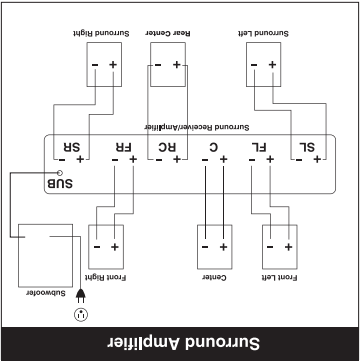 Surround Amplifier
Subwoofer
Front Left
Center
Front Right
+ -
+ -
+ -
SUB
+ -
+ -
+ -
+ -
+ -
+ -
SL
FL
C
RC
FR
SR
Surround Receiver/Amplifier
+ -
+ -
+ -
Surround Left
Rear Center
Surround Right